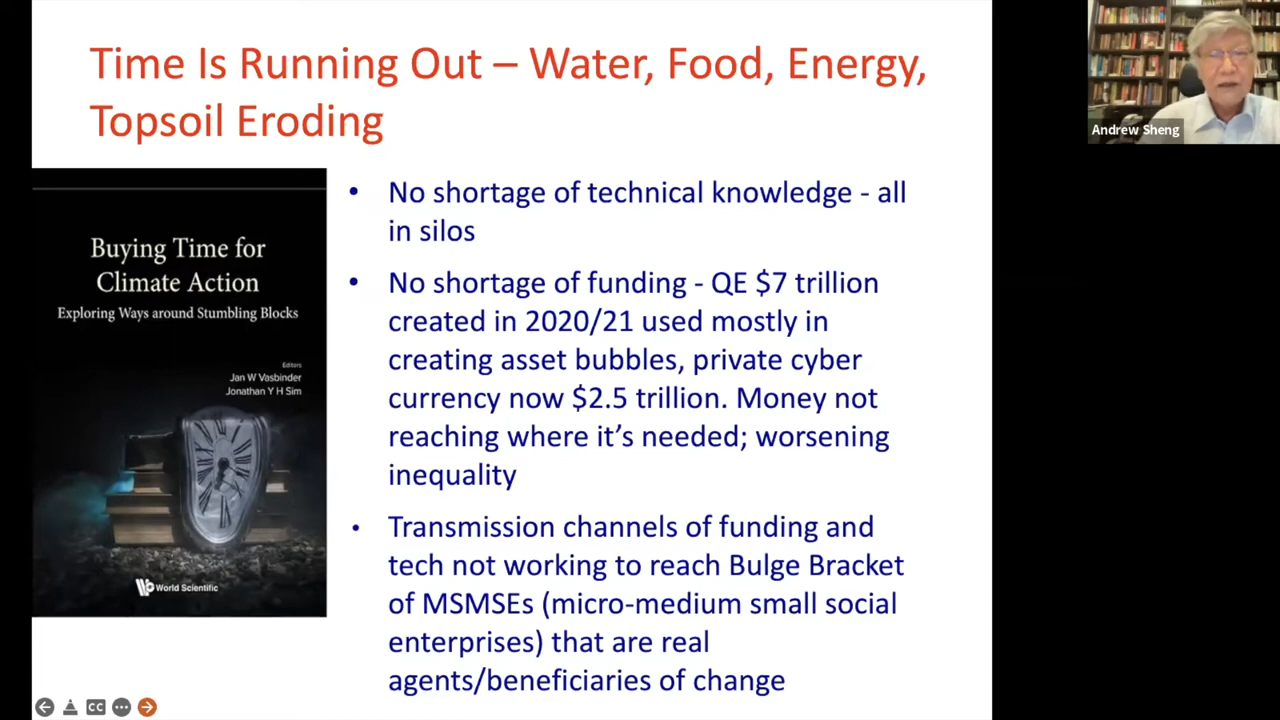 Time Is Running Out – Water, Food, Energy,
Topsoil Eroding
Andrew Sheng
Buying Time for
Climate Action
Exploring Ways around Stumbling Blocks
Editors
Jan W Vasbinder
Jonathan Y H Sim
World Scientific
• No shortage of technical knowledge - all
in silos
• No shortage of funding - QE $7 trillion
created in 2020/21 used mostly in
creating asset bubbles, private cyber
currency now $2.5 trillion. Money not
reaching where it’s needed; worsening
inequality
• Transmission channels of funding and
tech not working to reach Bulge Bracket
of MSMSEs (micro-medium small social
enterprises) that are real
agents/beneficiaries of change
CC